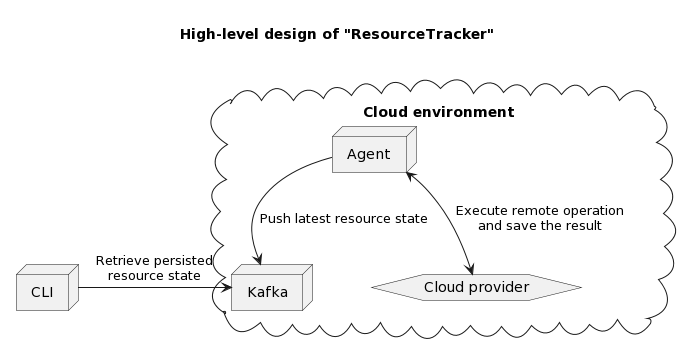 High-level design of "ResourceTracker"
Cloud environment
Agent
Push latest resource state
Execute remote operation
and save the result
Retrieve persisted
resource state
CLI
Kafka
Cloud provider